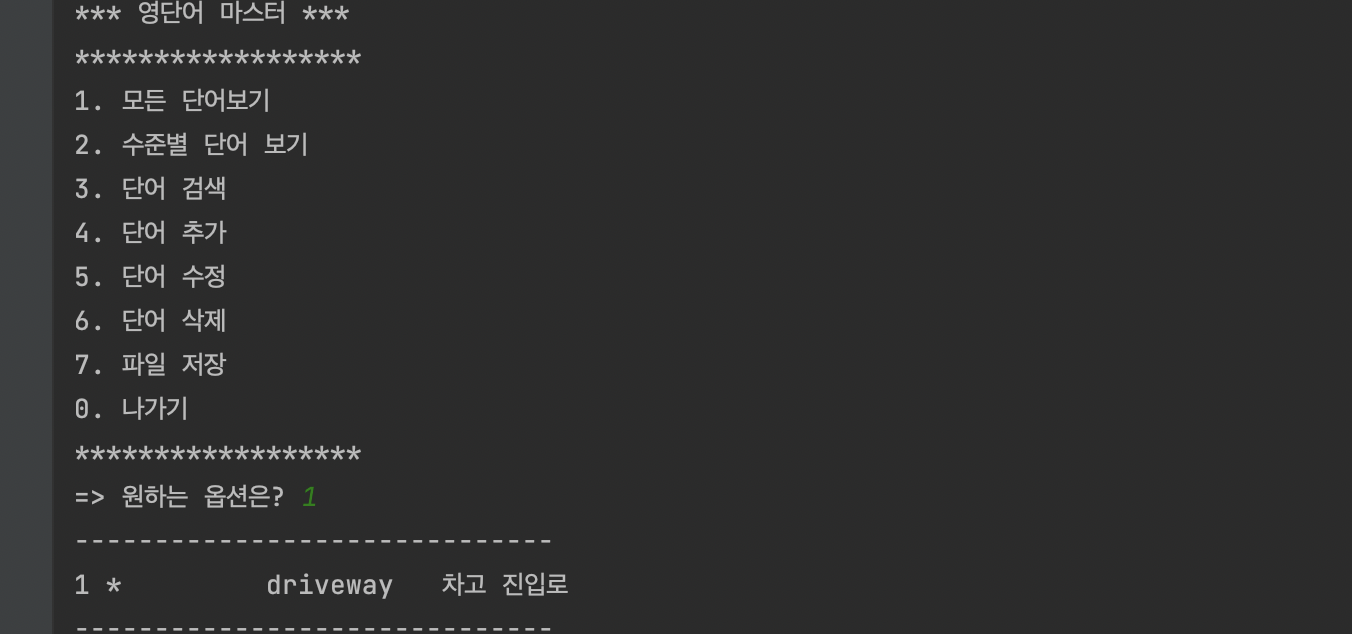 *** 영단어 마스터 ***
******************
1. 모든 단어보기
2. 수준별 단어 보기
3. 단어 검색
4. 단어 추가
5. 단어 수정
6. 단어 삭제
7. 파일 저장
0. 나가기
******************
=> 원하는 옵션은? 1
------------------------------
1 *         driveway   차고 진입로
------------------------------